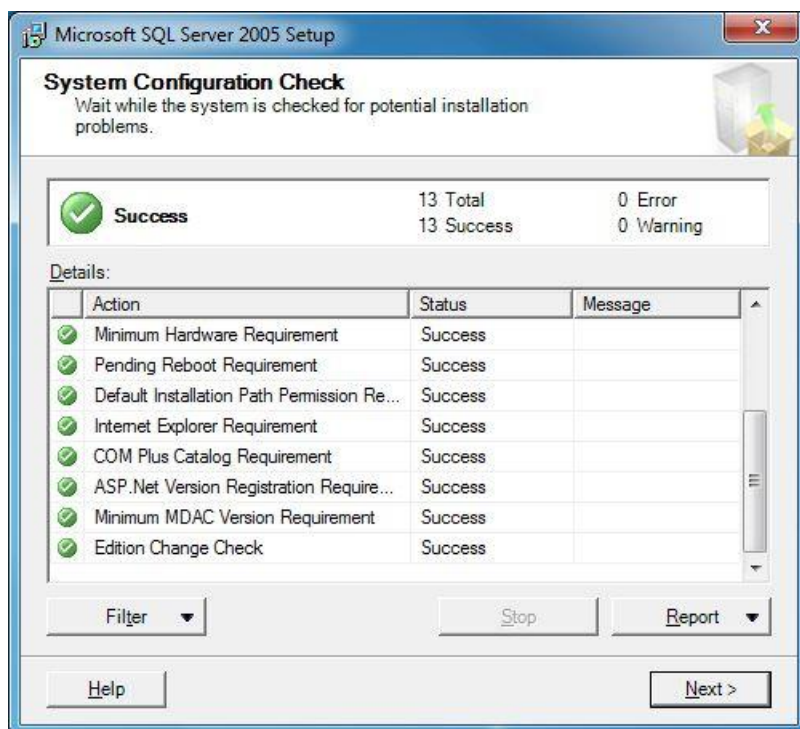 Microsoft SQL Server 2005 Setup
System Configuration Check
Wait while the system is checked for potential installation
problems.
Success 13 Total 0 Error
13 Success 0 Warning
Details:
Action Status Message
Minimum Hardware Requirement Success
Pending Reboot Requirement Success
Default Installation Path Permission Re... Success
Internet Explorer Requirement Success
COM Plus Catalog Requirement Success
ASP.Net Version Registration Require... Success
Minimum MDAC Version Requirement Success
Edition Change Check Success
Filter Stop Report
Help Next >